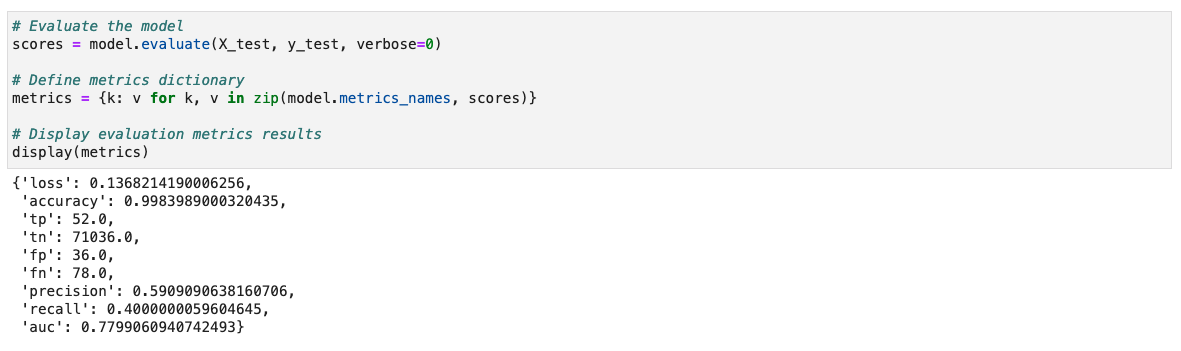 # Evaluate the model
scores = model.evaluate(X_test, y_test, verbose=0)
# Define metrics dictionary
metrics = {k: v for k, v in zip(model.metrics_names, scores)}
# Display evaluation metrics results
display(metrics)
{'loss': 0.1368214190006256,
'accuracy': 0.9983989000320435,
'tp': 52.0,
'tn': 71036.0,
'fp': 36.0,
'fn': 78.0,
'precision': 0.5909090638160706,
'recall': 0.4000000059604645,
'auc': 0.7799060940742493}